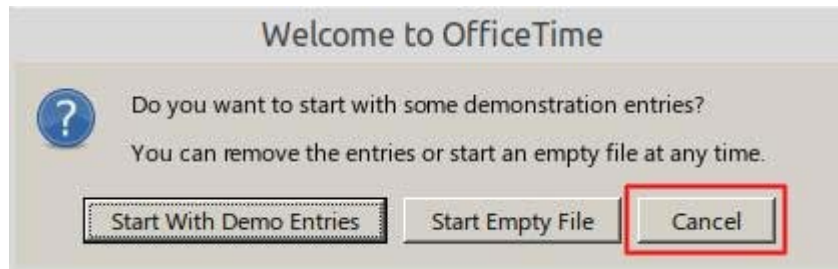 Welcome to OfficeTime
Do you want to start with some demonstration entries?
You can remove the entries or start an empty file at any time.
Start With Demo Entries Start Empty File Cancel